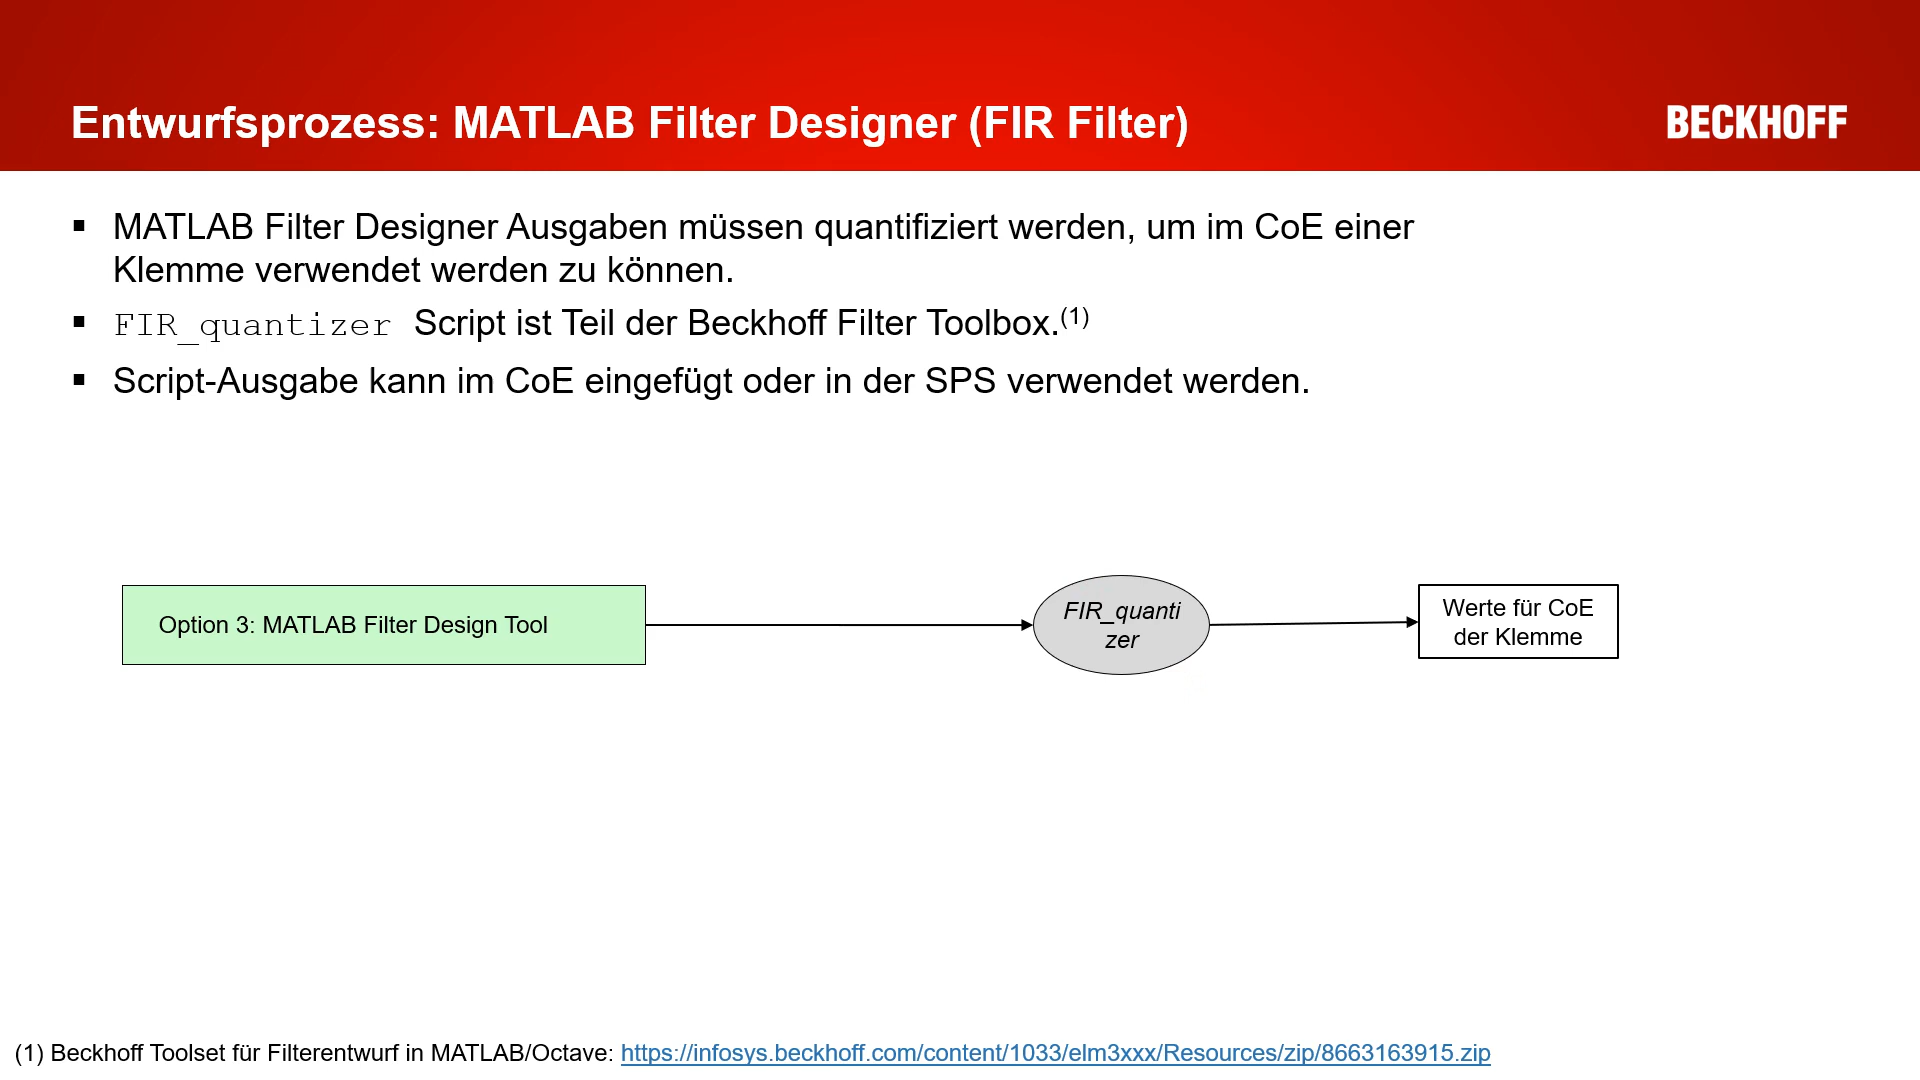 Entwurfsprozess: MATLAB Filter Designer (FIR Filter)
BECKHOFF
▪ MATLAB Filter Designer Ausgaben müssen quantifiziert werden, um im CoE einer
Klemme verwendet werden zu können.
▪ FIR_quantizer Script ist Teil der Beckhoff Filter Toolbox.(1)
▪ Script-Ausgabe kann im CoE eingefügt oder in der SPS verwendet werden.
Option 3: MATLAB Filter Design Tool
FIR_quanti
zer
Werte für CoE
der Klemme
(1) Beckhoff Toolset für Filterentwurf in MATLAB/Octave: https://infosys.beckhoff.com/content/1033/elm3xxx/Resources/zip/8663163915.zip